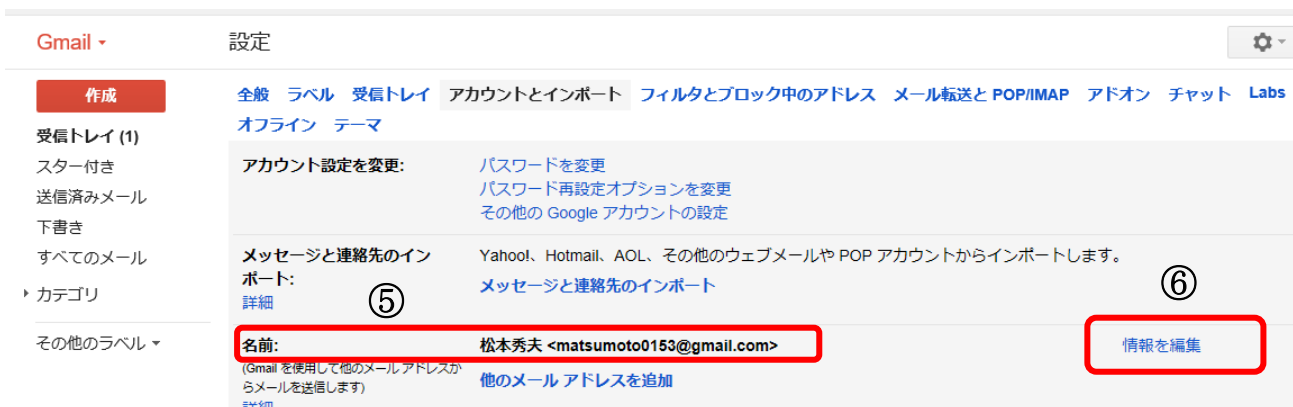 Gmail
設定
作成
全般 ラベル 受信トレイ アカウントとインポート フィルタとブロック中のアドレス メール転送と POP/IMAP アドオン チャット Labs
オフライン テーマ
受信トレイ (1)
スター付き
送信済みメール
下書き
すべてのメール
カテゴリ
その他のラベル
アカウント設定を変更:
パスワードを変更
パスワード再設定オプションを変更
その他の Google アカウントの設定
メッセージと連絡先のイン
ポート:
詳細
Yahoo!、Hotmail、AOL、その他のウェブメールや POP アカウントからインポートします。
メッセージと連絡先のインポート
⑤
⑥
名前:
(Gmail を使用して他のメール アドレスか
らメールを送信します)
詳細
松本秀夫 <matsumoto0153@gmail.com>
他のメール アドレスを追加
情報を編集